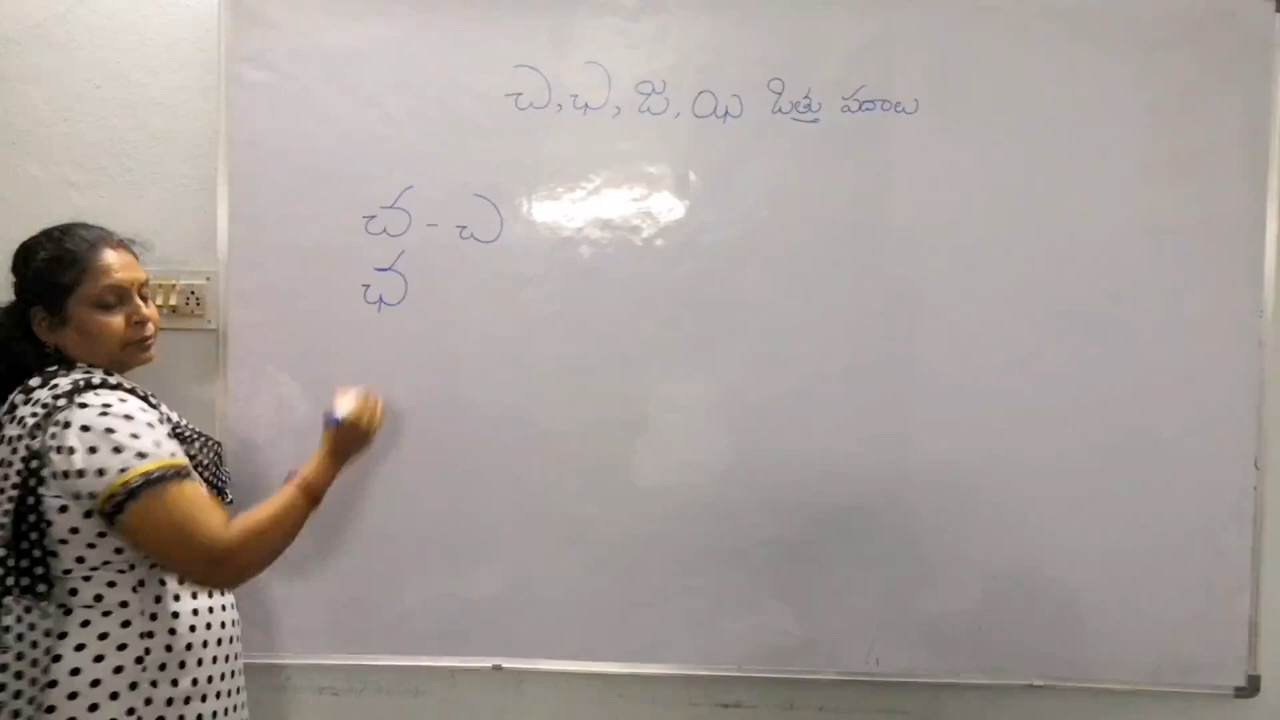 ్చ, ్ఛ, ్జ, ్ఝ ఒత్తు పదాలు
చ - ్చ
ఛ